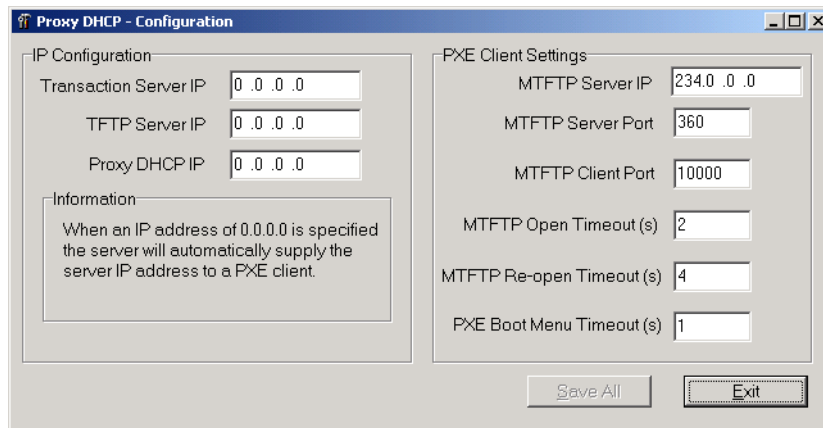 Proxy DHCP - Configuration
IP Configuration
Transaction Server IP 0 .0 .0 .0
TFTP Server IP 0 .0 .0 .0
Proxy DHCP IP 0 .0 .0 .0
Information
When an IP address of 0.0.0.0 is specified
the server will automatically supply the
server IP address to a PXE client.
PXE Client Settings
MTFTP Server IP 234.0 .0 .0
MTFTP Server Port 360
MTFTP Client Port 10000
MTFTP Open Timeout (s) 2
MTFTP Re-open Timeout (s) 4
PXE Boot Menu Timeout (s) 1
Save All Exit